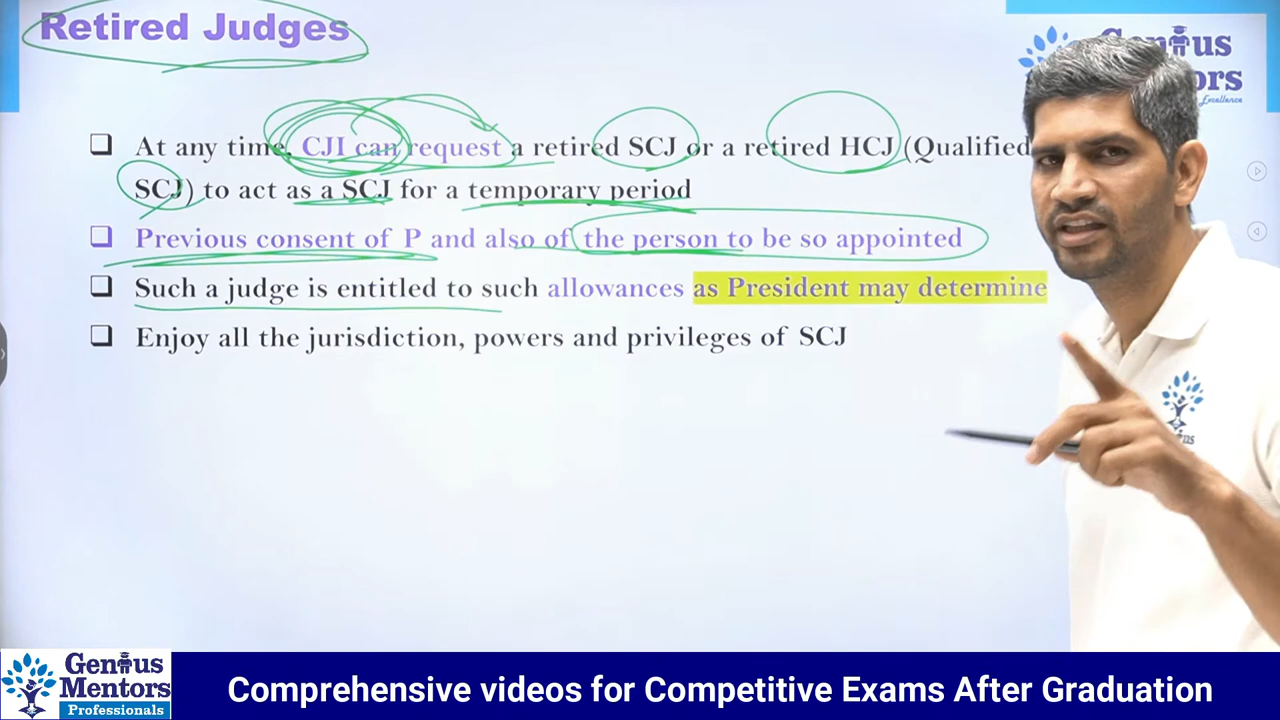 Retired Judges
Genius
Mentors
Excellence
❑ At any time, CJI can request a retired SCJ or a retired HCJ (Qualified
SCJ) to act as a SCJ for a temporary period
❑ Previous consent of P and also of the person to be so appointed
❑ Such a judge is entitled to such allowances as President may determine
❑ Enjoy all the jurisdiction, powers and privileges of SCJ
Genius
Mentors
Professionals
Comprehensive videos for Competitive Exams After Graduation